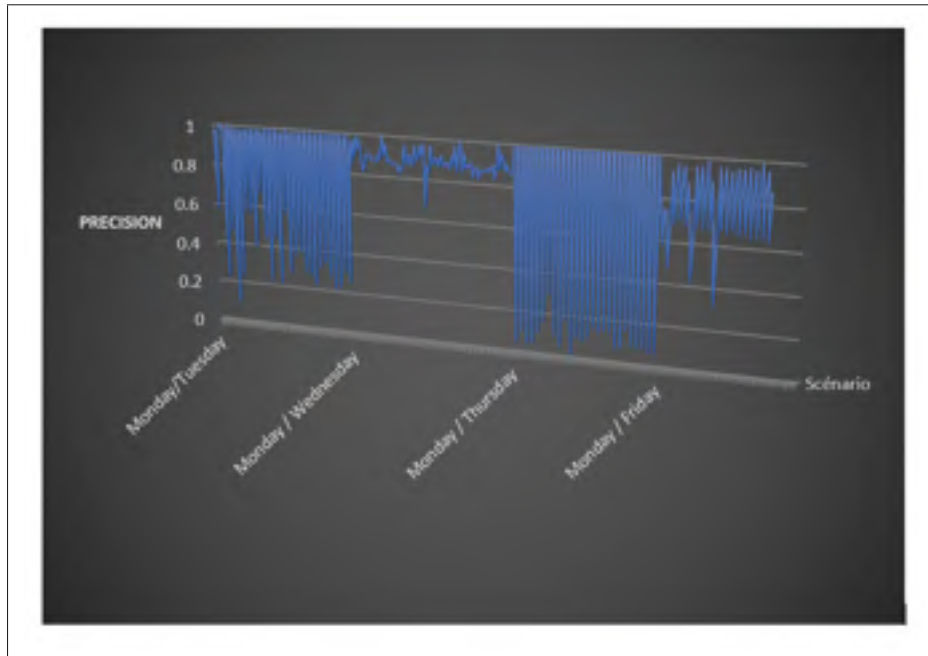 1
0.8
0.6
0.4
0.2
0
PRECISION
Monday/Tuesday
Monday / Wednesday
Monday / Thursday
Monday / Friday
Scénario